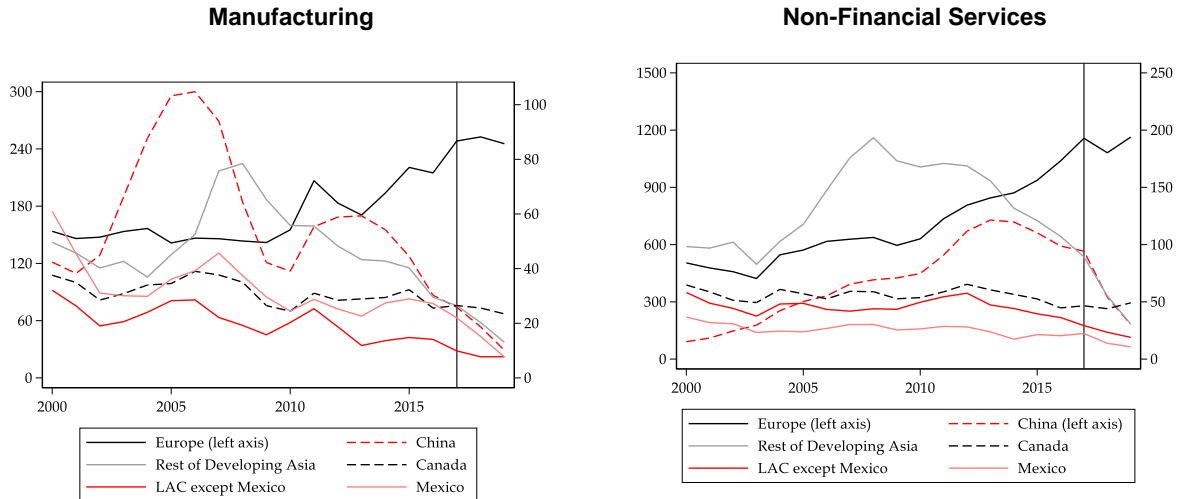 Manufacturing
300
240
180
120
60
0
100
80
60
40
20
0
2000 2005 2010 2015
Europe (left axis) China
Rest of Developing Asia Canada
LAC except Mexico Mexico
Non-Financial Services
1500
1200
900
600
300
0
250
200
150
100
50
0
2000 2005 2010 2015
Europe (left axis) China (left axis)
Rest of Developing Asia Canada
LAC except Mexico Mexico